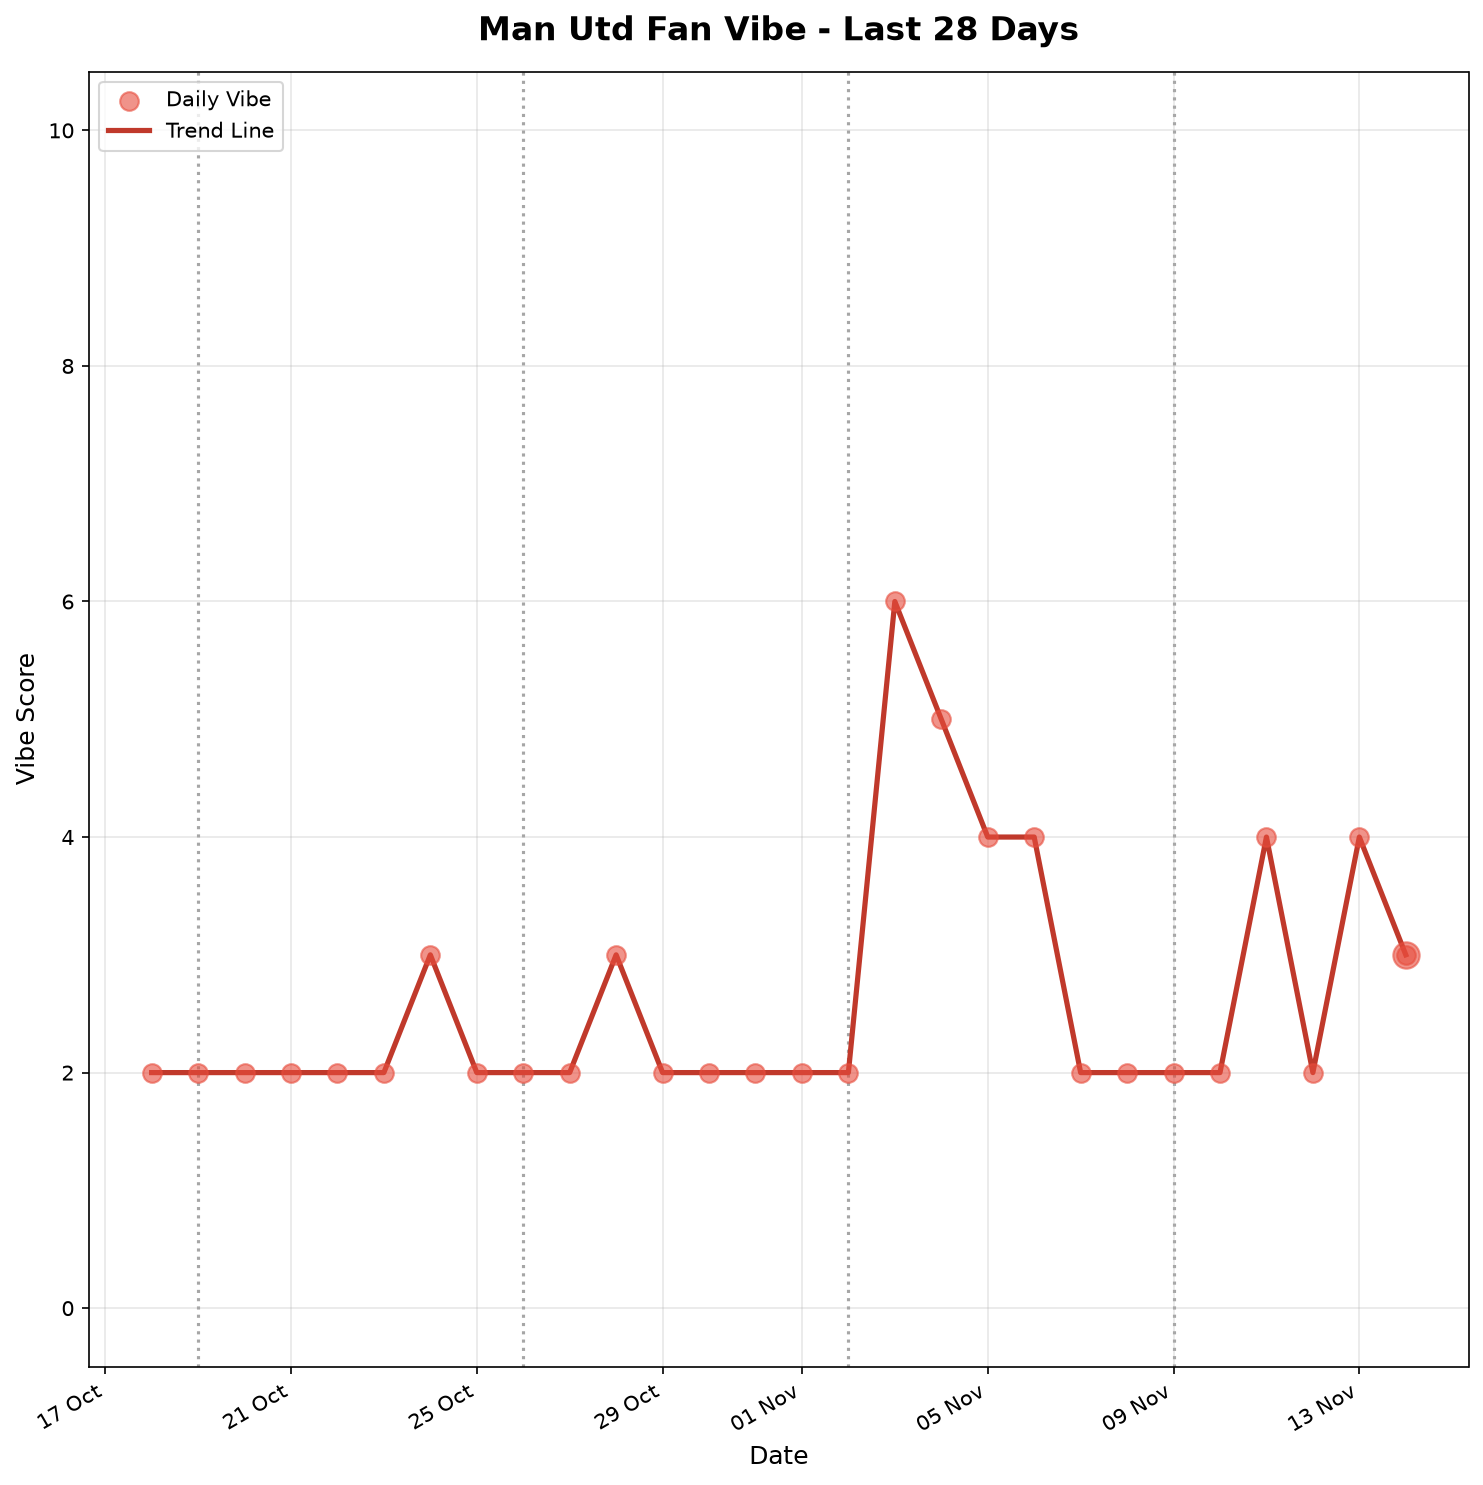 Man Utd Fan Vibe - Last 28 Days
Daily Vibe
Trend Line
10
8
6
4
2
0
Vibe Score
17 Oct
21 Oct
25 Oct
29 Oct
01 Nov
05 Nov
09 Nov
13 Nov
Date